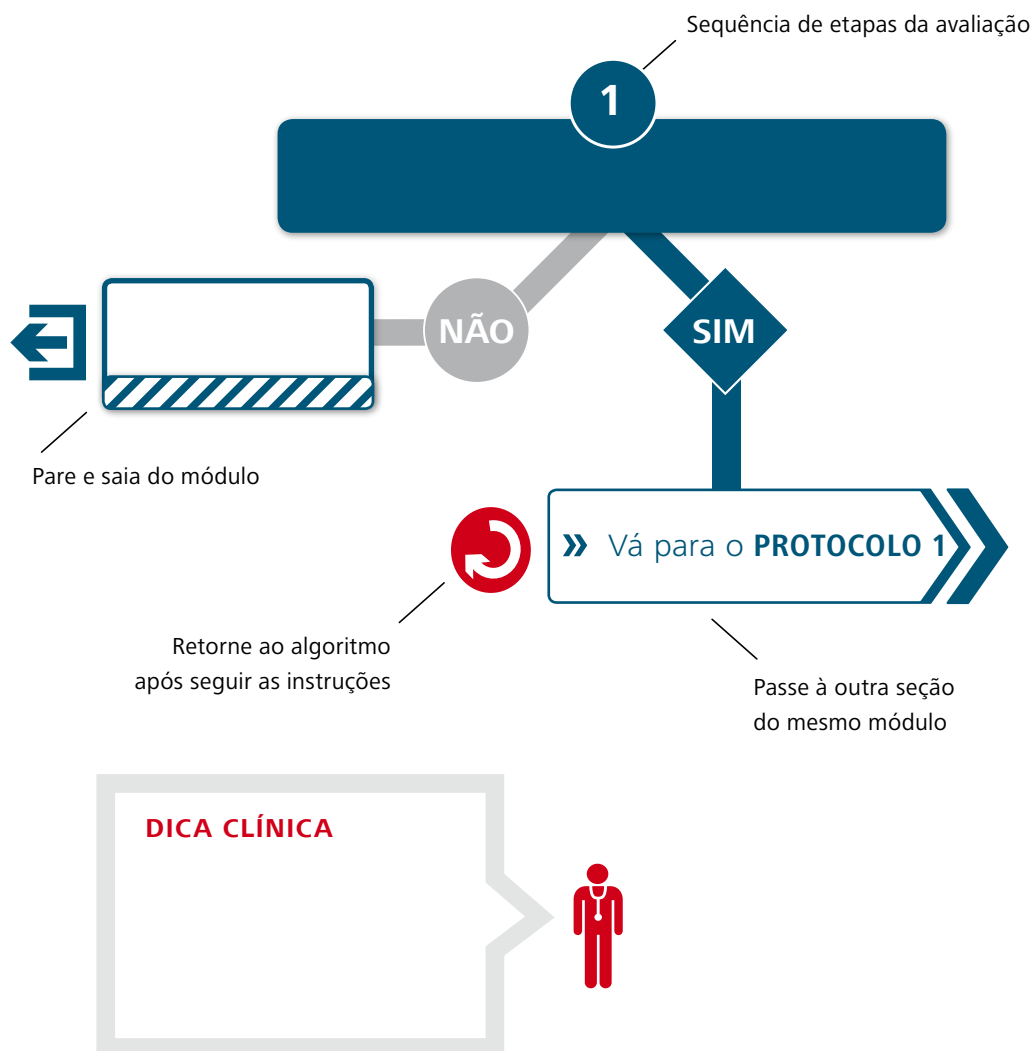 Sequência de etapas da avaliação
1
NÃO
SIM
Pare e saia do módulo
» Vá para o PROTOCOLO 1
Retorne ao algoritmo
após seguir as instruções
Passe à outra seção
do mesmo módulo
DICA CLÍNICA